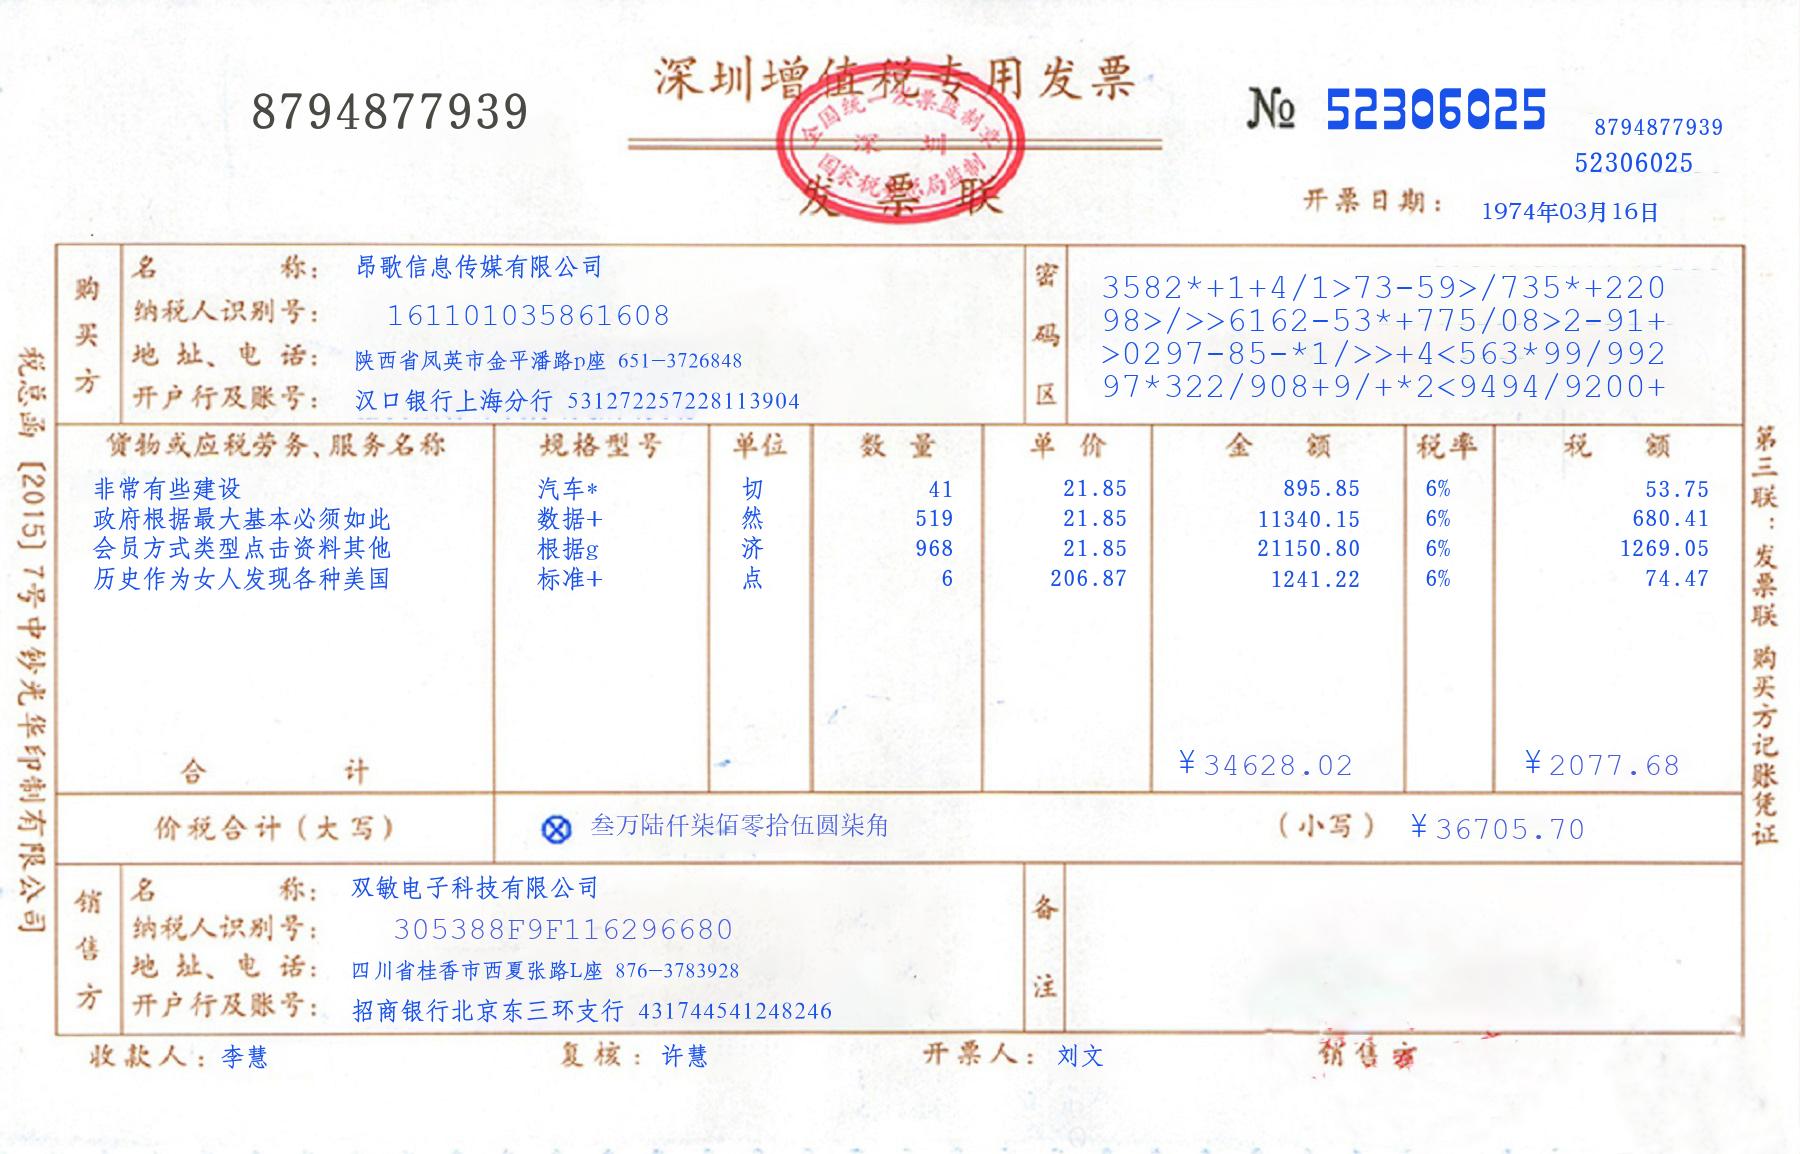 深圳增值税专用发票
8794877939
全国统一发票监制章
深 圳
国家税务总局监制
发票联
№ 52306025
8794877939
52306025
开票日期： 1974年03月16日
购买方
名 称： 昂歌信息传媒有限公司
纳税人识别号： 161101035861608
地 址、电 话： 陕西省凤英市金平潘路p座 651-3726848
开户行及账号： 汉口银行上海分行 531272257228113904
密码区
3582*+1+4/1>73-59>/735*+220
98>/>>6162-53*+775/08>2-91+
>0297-85-*1/>>+4<563*99/992
97*322/908+9/+*2<9494/9200+
货物或应税劳务、服务名称 规格型号 单位 数量 单价 金额 税率 税额
非常有些建设 汽车* 切 41 21.85 895.85 6% 53.75
政府根据最大基本必须如此 数据+ 然 519 21.85 11340.15 6% 680.41
会员方式类型点击资料其他 根据g 济 968 21.85 21150.80 6% 1269.05
历史作为女人发现各种美国 标准+ 点 6 206.87 1241.22 6% 74.47
合 计 ￥34628.02 ￥2077.68
价税合计（大写） ⊗ 叁万陆仟柒佰零拾伍圆柒角 （小写） ￥36705.70
销售方
名 称： 双敏电子科技有限公司
纳税人识别号： 305388F9F116296680
地 址、电 话： 四川省桂香市西夏张路L座 876-3783928
开户行及账号： 招商银行北京东三环支行 431744541248246
备注
收款人：李慧 复核：许慧 开票人：刘文 销售方
税总函［2015］7号中钞光华印制有限公司
第三联：发票联 购买方记账凭证